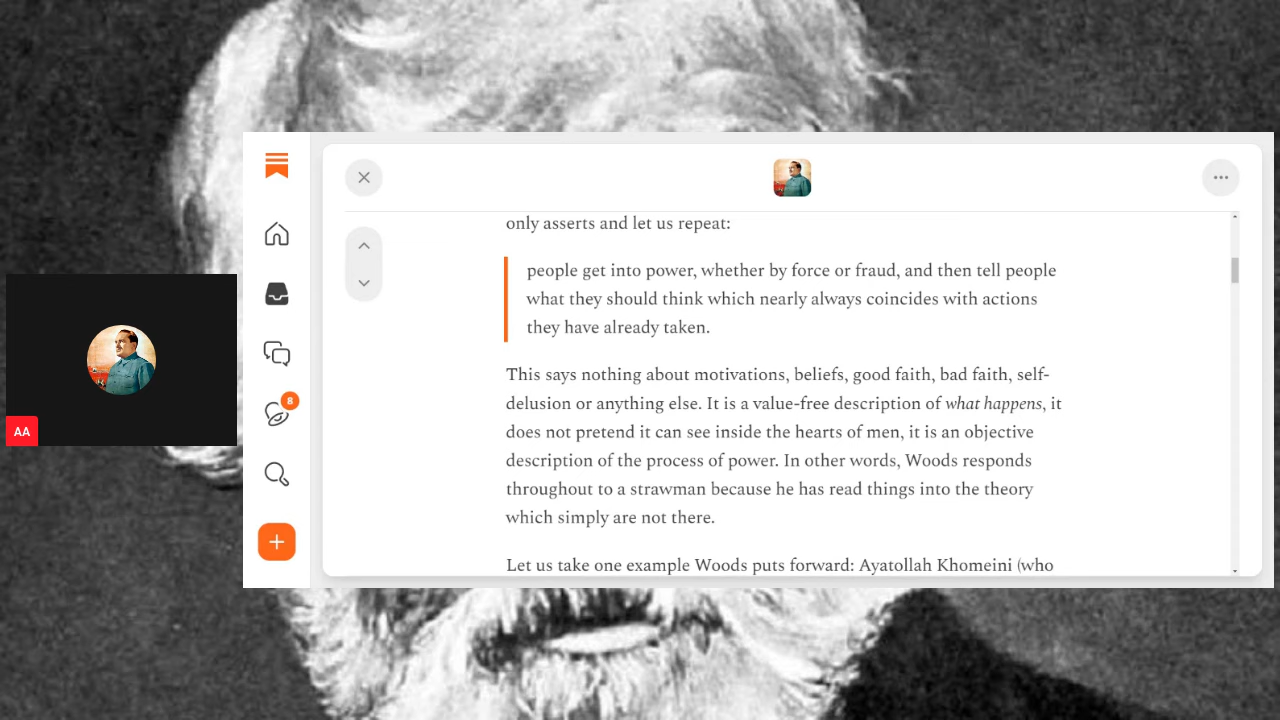 only asserts and let us repeat:
people get into power, whether by force or fraud, and then tell people
what they should think which nearly always coincides with actions
they have already taken.
This says nothing about motivations, beliefs, good faith, bad faith, self-
delusion or anything else. It is a value-free description of what happens, it
does not pretend it can see inside the hearts of men, it is an objective
description of the process of power. In other words, Woods responds
throughout to a strawman because he has read things into the theory
which simply are not there.
Let us take one example Woods puts forward: Ayatollah Khomeini (who
8
AA